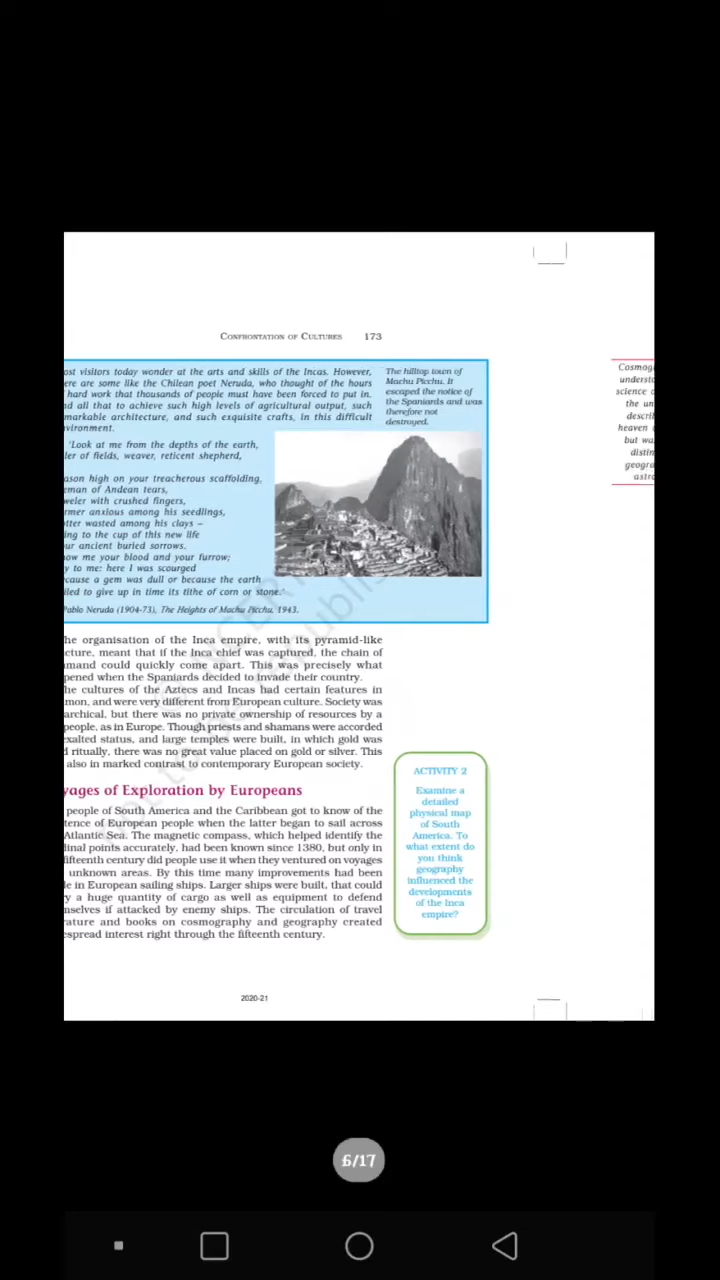 CONFRONTATION OF CULTURES 173
ost visitors today wonder at the arts and skills of the Incas. However,
ere are some like the Chilean poet Neruda, who thought of the hours
hard work that thousands of people must have been forced to put in.
nd all that to achieve such high levels of agricultural output, such
markable architecture, and such exquisite crafts, in this difficult
vironment.
'Look at me from the depths of the earth,
ler of fields, weaver, reticent shepherd,
ason high on your treacherous scaffolding,
eman of Andean tears,
weler with crushed fingers,
rmer anxious among his seedlings,
otter wasted among his clays –
ing to the cup of this new life
ur ancient buried sorrows.
how me your blood and your furrow;
y to me: here I was scourged
ecause a gem was dull or because the earth
iled to give up in time its tithe of corn or stone.'
Pablo Neruda (1904-73), The Heights of Machu Picchu, 1943.
The hilltop town of
Machu Picchu. It
escaped the notice of
the Spaniards and was
therefore not
destroyed.
Cosmog
understa
science o
the un
descri
heaven a
but wa
distin
geogra
astro
he organisation of the Inca empire, with its pyramid-like
cture, meant that if the Inca chief was captured, the chain of
mand could quickly come apart. This was precisely what
pened when the Spaniards decided to invade their country.
he cultures of the Aztecs and Incas had certain features in
mon, and were very different from European culture. Society was
archical, but there was no private ownership of resources by a
people, as in Europe. Though priests and shamans were accorded
exalted status, and large temples were built, in which gold was
d ritually, there was no great value placed on gold or silver. This
also in marked contrast to contemporary European society.
yages of Exploration by Europeans
people of South America and the Caribbean got to know of the
tence of European people when the latter began to sail across
Atlantic Sea. The magnetic compass, which helped identify the
dinal points accurately, had been known since 1380, but only in
fifteenth century did people use it when they ventured on voyages
unknown areas. By this time many improvements had been
le in European sailing ships. Larger ships were built, that could
ry a huge quantity of cargo as well as equipment to defend
mselves if attacked by enemy ships. The circulation of travel
rature and books on cosmography and geography created
espread interest right through the fifteenth century.
ACTIVITY 2
Examine a
detailed
physical map
of South
America. To
what extent do
you think
geography
influenced the
developments
of the Inca
empire?
2020-21
6/17